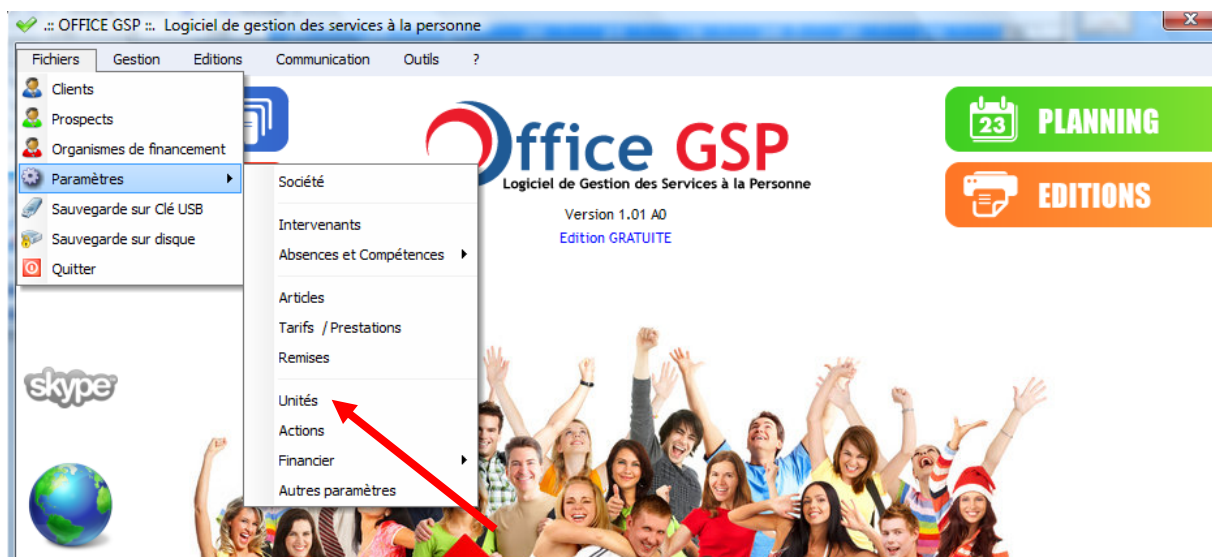 .:: OFFICE GSP ::. Logiciel de gestion des services à la personne
X
Fichiers Gestion Editions Communication Outils ?
Clients
Prospects
Organismes de financement
Paramètres
Sauvegarde sur Clé USB
Sauvegarde sur disque
Quitter
Société
Intervenants
Absences et Compétences
Articles
Tarifs / Prestations
Remises
Unités
Actions
Financier
Autres paramètres
Office GSP
Logiciel de Gestion des Services à la Personne
Version 1.01 A0
Edition GRATUITE
23 PLANNING
EDITIONS
skype